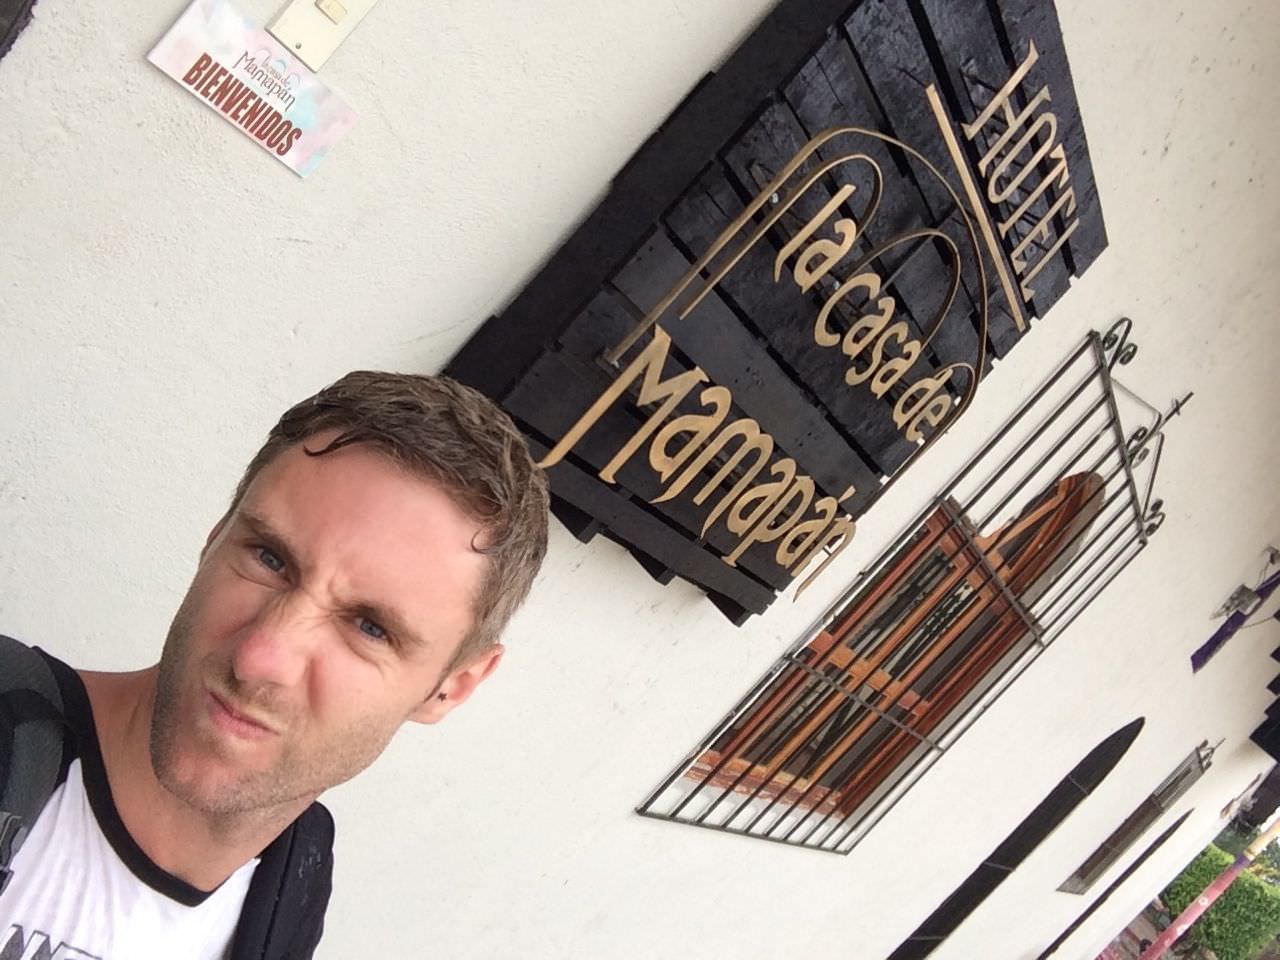 la casa de
Mamapán
BIENVENIDOS
HOTEL
la casa de
Mamapán